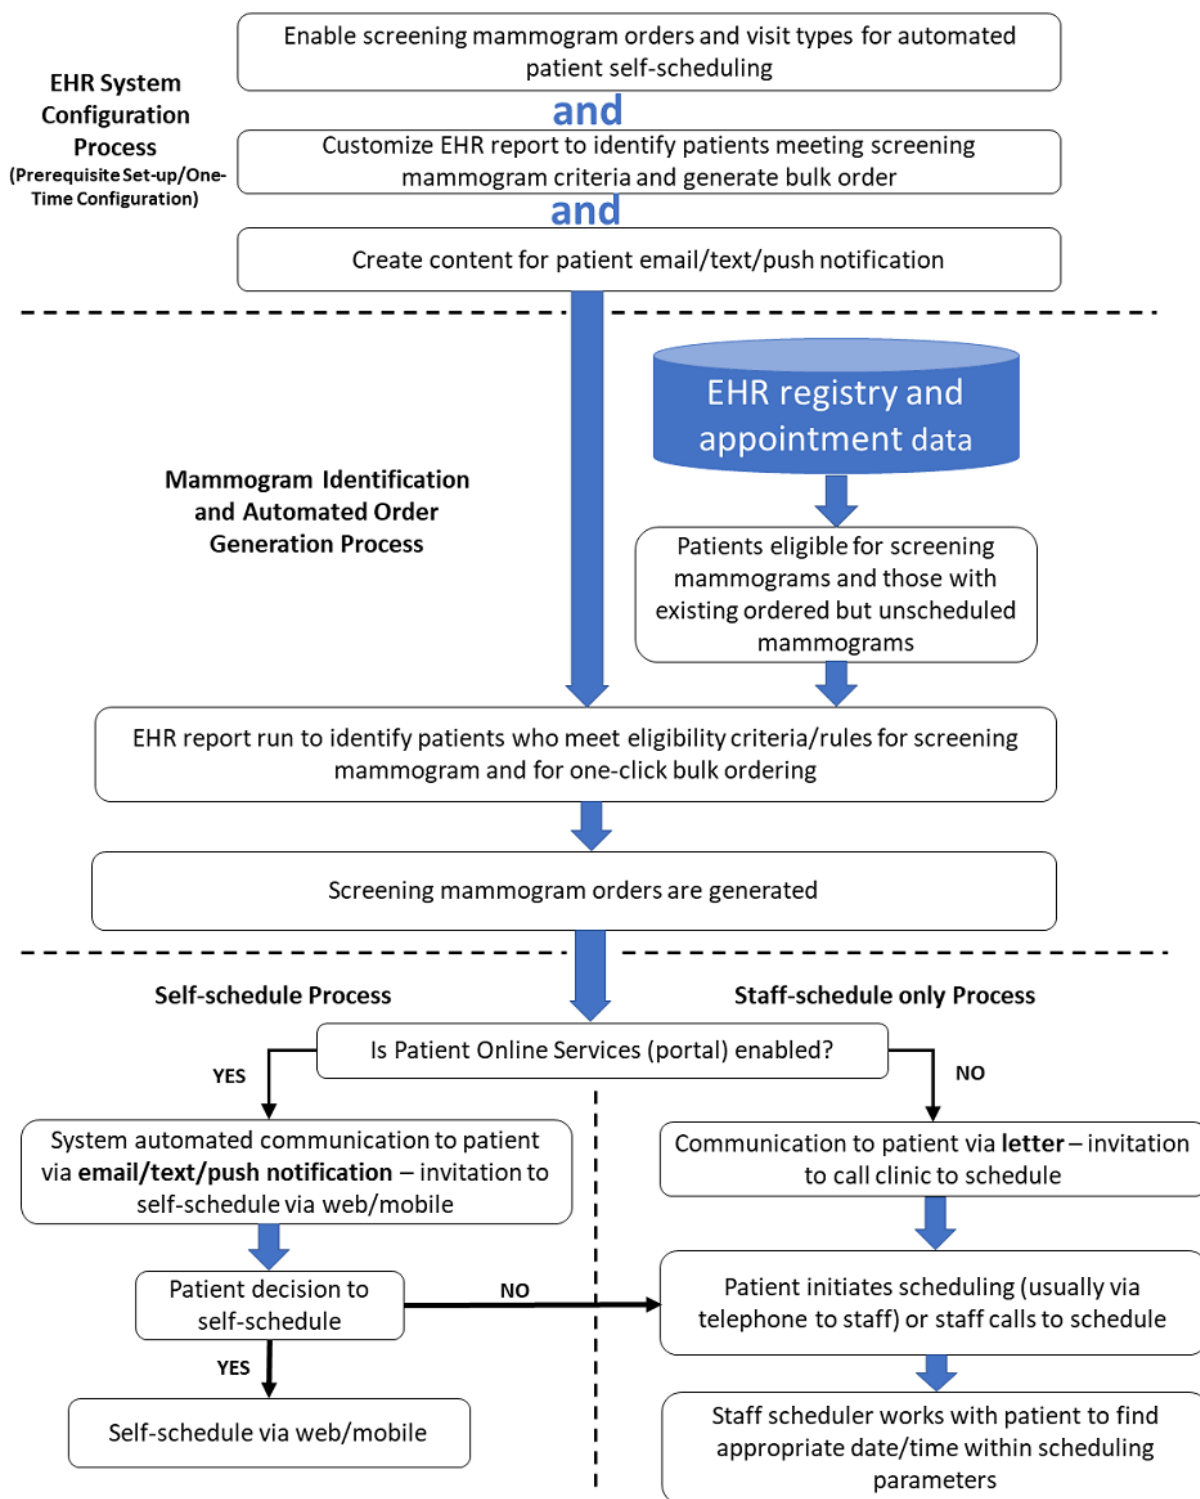 Enable screening mammogram orders and visit types for automated
patient self-scheduling
EHR System
Configuration
Process
(Prerequisite Set-up/One-
Time Configuration)
and
Customize EHR report to identify patients meeting screening
mammogram criteria and generate bulk order
and
Create content for patient email/text/push notification
EHR registry and
appointment data
Mammogram Identification
and Automated Order
Generation Process
Patients eligible for screening
mammograms and those with
existing ordered but unscheduled
mammograms
EHR report run to identify patients who meet eligibility criteria/rules for screening
mammogram and for one-click bulk ordering
Screening mammogram orders are generated
Self-schedule Process
Staff-schedule only Process
Is Patient Online Services (portal) enabled?
YES
NO
System automated communication to patient
via email/text/push notification – invitation to
self-schedule via web/mobile
Communication to patient via letter – invitation
to call clinic to schedule
Patient decision to
self-schedule
NO
Patient initiates scheduling (usually via
telephone to staff) or staff calls to schedule
YES
Self-schedule via web/mobile
Staff scheduler works with patient to find
appropriate date/time within scheduling
parameters